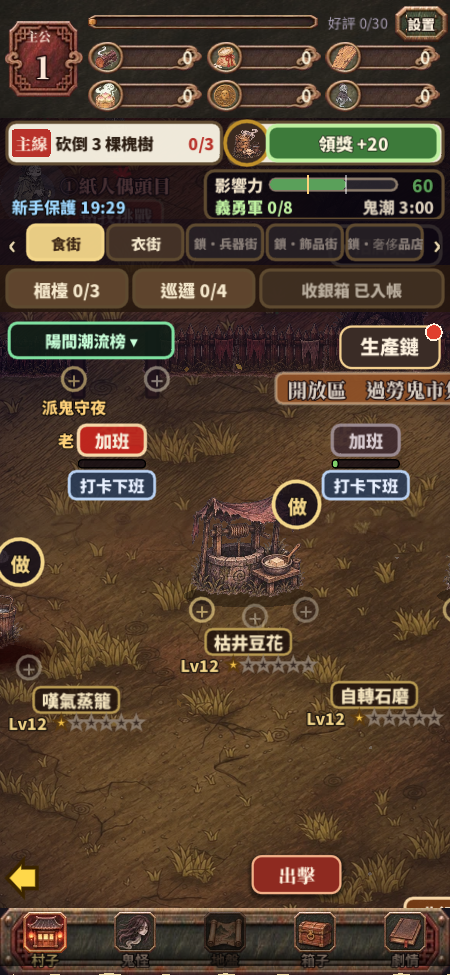 主公
1
好評 0/30
設置
0
0
0
0
0
0
主線 砍倒 3 棵槐樹 0/3
領獎 +20
紙人偶頭目
影響力 60
新手保護 19:29
義勇軍 0/8 鬼潮 3:00
‹ 食街 衣街 鎖·兵器街 鎖·飾品街 鎖·奢侈品店 ›
櫃檯 0/3 巡邏 0/4 收銀箱 已入帳
陽間潮流榜 ▾
生產鏈
開放區 過勞鬼市
派鬼守夜
老 加班
加班
打卡下班
打卡下班
做
做
枯井豆花
Lv12 ★☆☆☆☆☆
嘆氣蒸籠
Lv12 ★☆☆☆☆☆
自轉石磨
Lv12 ★☆☆☆☆☆
出擊
村子 鬼怪 地盤 箱子 劇情